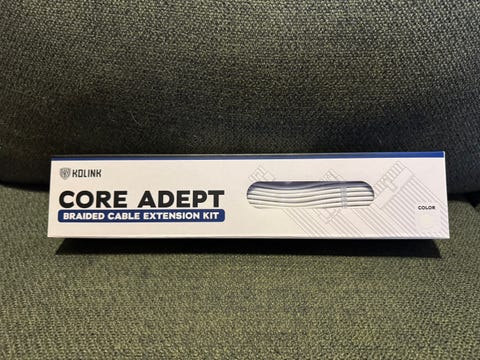 KOLINK
CORE ADEPT
BRAIDED CABLE EXTENSION KIT
COLOR